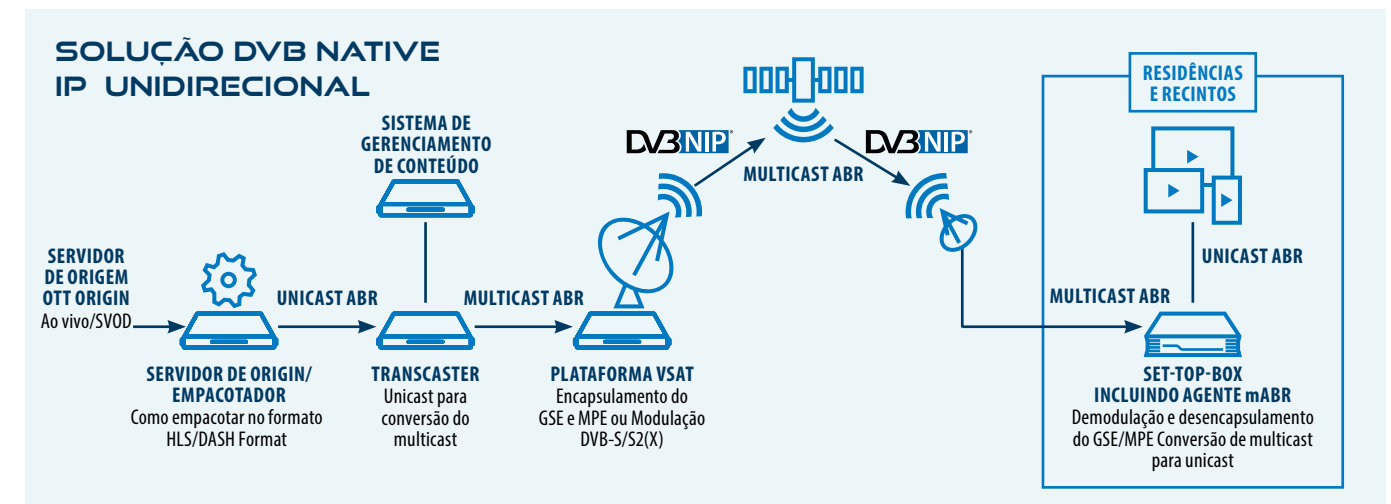 SOLUÇÃO DVB NATIVE
IP UNIDIRECIONAL
SERVIDOR
DE ORIGEM
OTT ORIGIN
Ao vivo/SVOD
SERVIDOR DE ORIGIN/
EMPACOTADOR
Como empacotar no formato
HLS/DASH Format
UNICAST ABR
SISTEMA DE
GERENCIAMENTO
DE CONTEÚDO
TRANSCASTER
Unicast para
conversão do
multicast
MULTICAST ABR
PLATAFORMA VSAT
Encapsulamento do
GSE e MPE ou Modulação
DVB-S/S2(X)
DVB NIP
MULTICAST ABR
DVB NIP
MULTICAST ABR
RESIDÊNCIAS
E RECINTOS
UNICAST ABR
SET-TOP-BOX
INCLUINDO AGENTE mABR
Demodulação e desencapsulamento
do GSE/MPE Conversão de multicast
para unicast